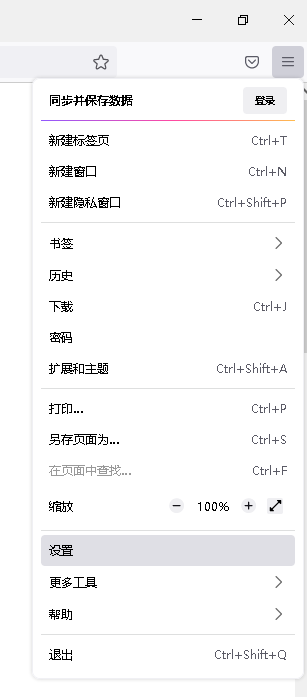 同步并保存数据 登录
新建标签页 Ctrl+T
新建窗口 Ctrl+N
新建隐私窗口 Ctrl+Shift+P
书签
历史
下载 Ctrl+J
密码
扩展和主题 Ctrl+Shift+A
打印... Ctrl+P
另存页面为... Ctrl+S
在页面中查找... Ctrl+F
缩放 − 100% +
设置
更多工具
帮助
退出 Ctrl+Shift+Q